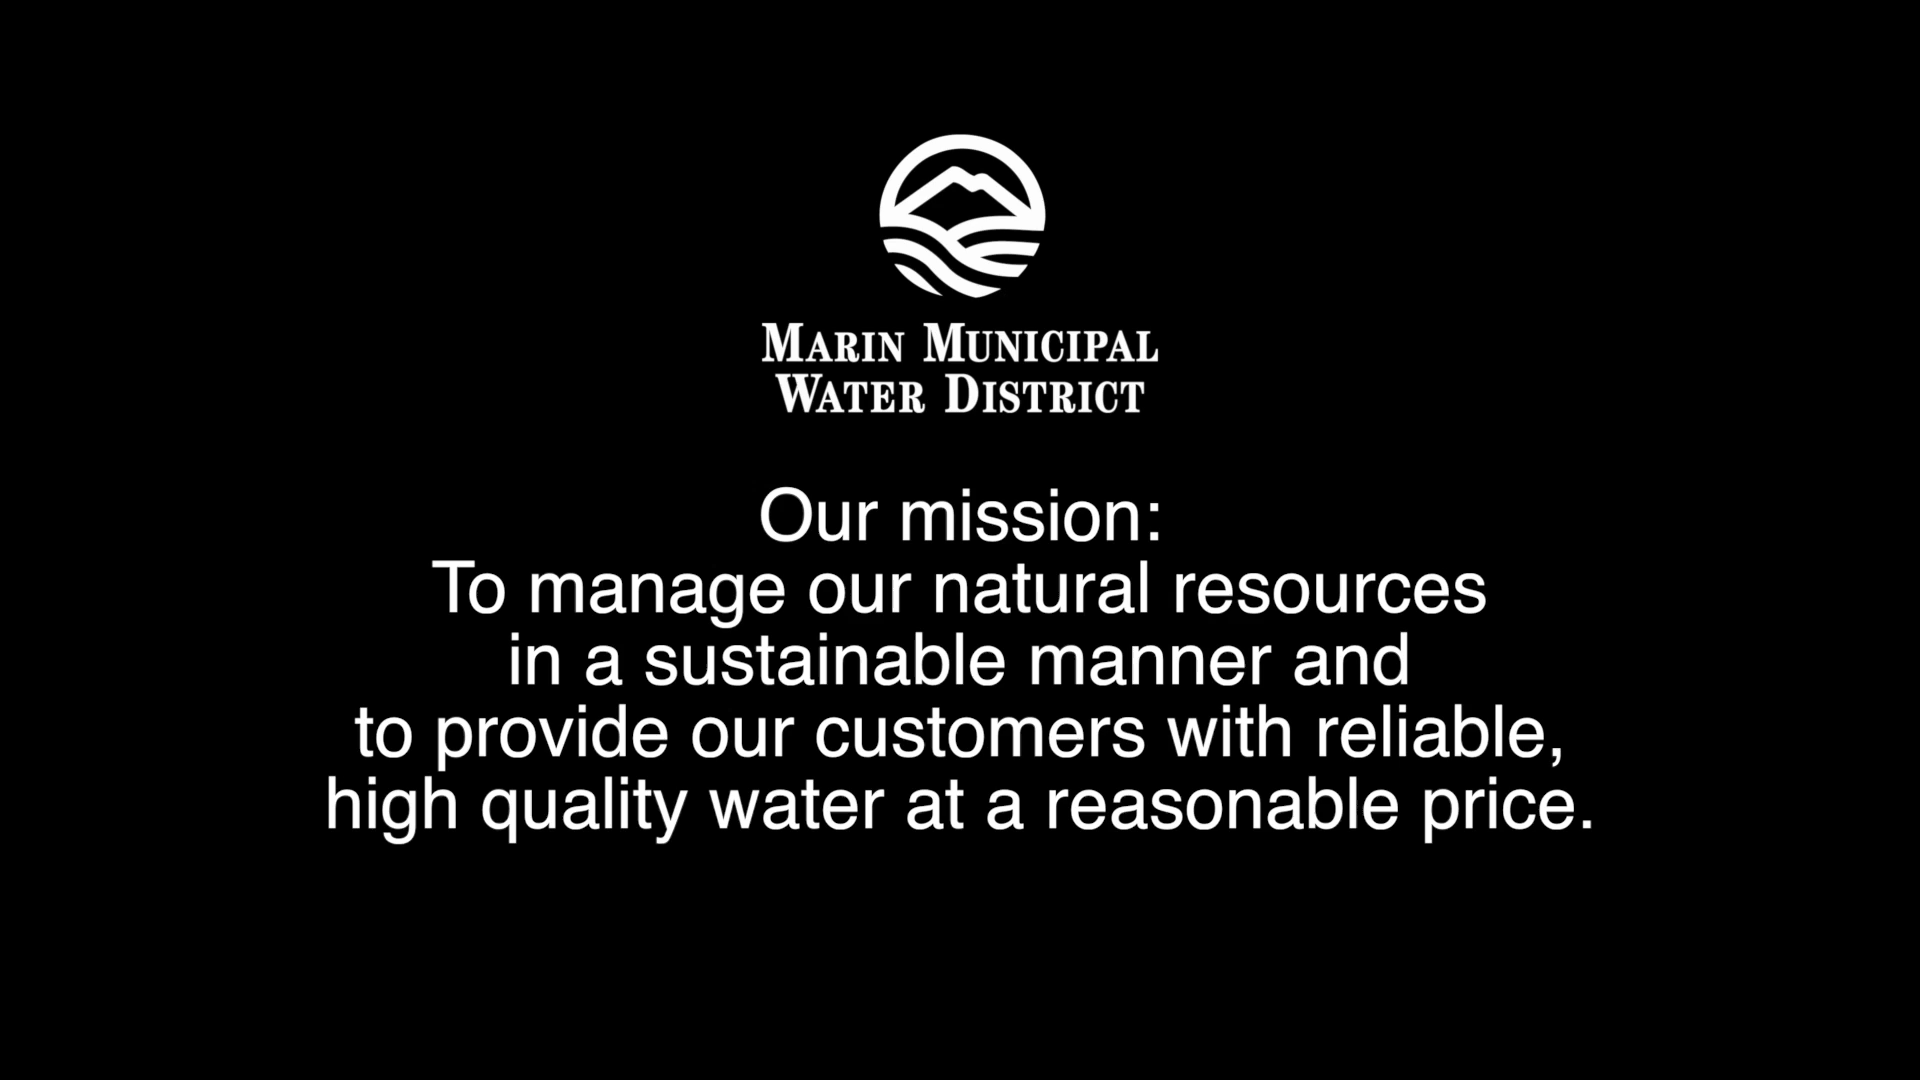 MARIN MUNICIPAL
WATER DISTRICT
Our mission:
To manage our natural resources
in a sustainable manner and
to provide our customers with reliable,
high quality water at a reasonable price.